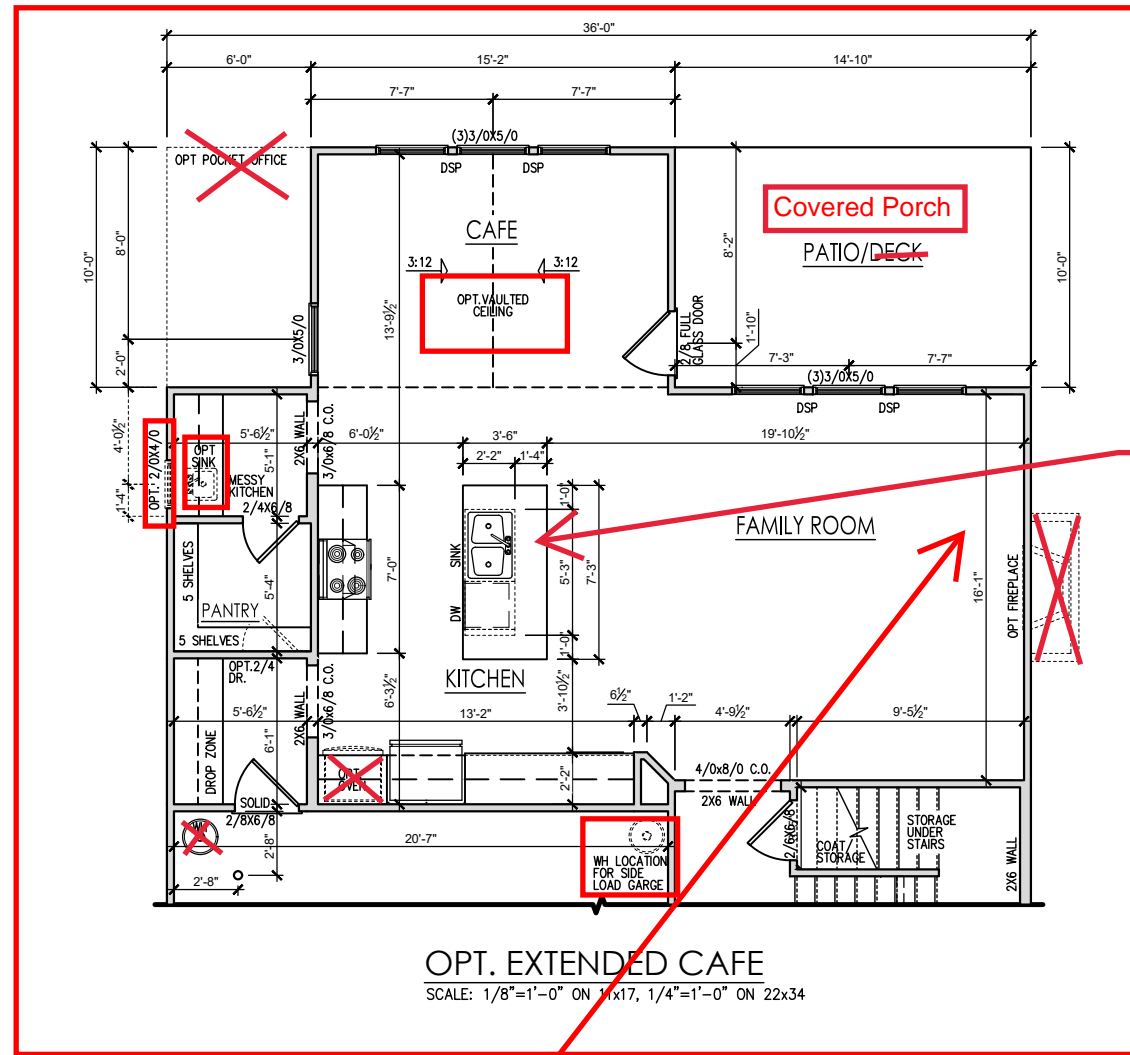 36'-0"
6'-0"
15'-2"
14'-10"
7'-7"
7'-7"
(3)3/0X5/0
OPT POCKET OFFICE
DSP
DSP
Covered Porch
CAFE
PATIO/DECK
3:12
3:12
OPT.VAULTED
CEILING
10'-0"
8'-0"
13'-9½"
8'-2"
10'-0"
2'-0"
3/0X5/0
2/8 FULL
GLASS DOOR
1'-10"
7'-3"
7'-7"
(3)3/0X5/0
DSP
DSP
4'-0½"
1'-4"
OPT. 2/0X4/0
5'-6½"
OPT
SINK
5'-1"
MESSY
KITCHEN
2/4X6/8
2X6 WALL
3/0x6/8 C.O.
6'-0½"
3'-6"
2'-2"
1'-4"
19'-10½"
1'-0"
SINK
DW
5'-3"
7'-3"
1'-0"
7'-0"
FAMILY ROOM
16'-1"
OPT FIREPLACE
5 SHELVES
5'-4"
PANTRY
5 SHELVES
OPT.2/4
DR.
5'-6½"
2X6 WALL
3/0x6/8 C.O.
6'-3½"
KITCHEN
3'-10½"
13'-2"
6½"
1'-2"
4'-9½"
9'-5½"
DROP ZONE
6'-1"
SOLID
2/8X6/8
OPT.
OVEN
2'-2"
4/0x8/0 C.O.
2X6 WALL
2/6X6/8
COAT/
STORAGE
STORAGE
UNDER
STAIRS
2X6 WALL
WH
20'-7"
2'-8"
2'-8"
WH LOCATION
FOR SIDE
LOAD GARGE
OPT. EXTENDED CAFE
SCALE: 1/8"=1'-0" ON 11x17, 1/4"=1'-0" ON 22x34